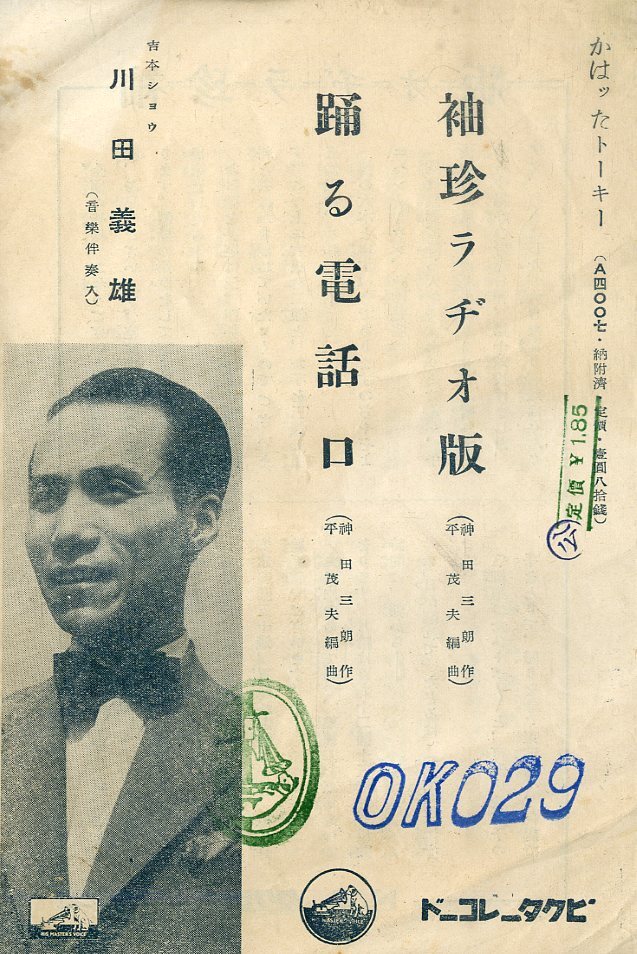 かはッたトーキー
(A四〇〇七・納附濟 定價・壹圓八拾錢)
定價 ¥1.85
公
袖珍ラヂオ版
(神田三朗作
平茂夫編曲)
踊る電話口
(神田三朗作
平茂夫編曲)
吉本ショウ
川田義雄
(音樂伴奏入)
OK029
HIS MASTER'S VOICE
ビクターレコード